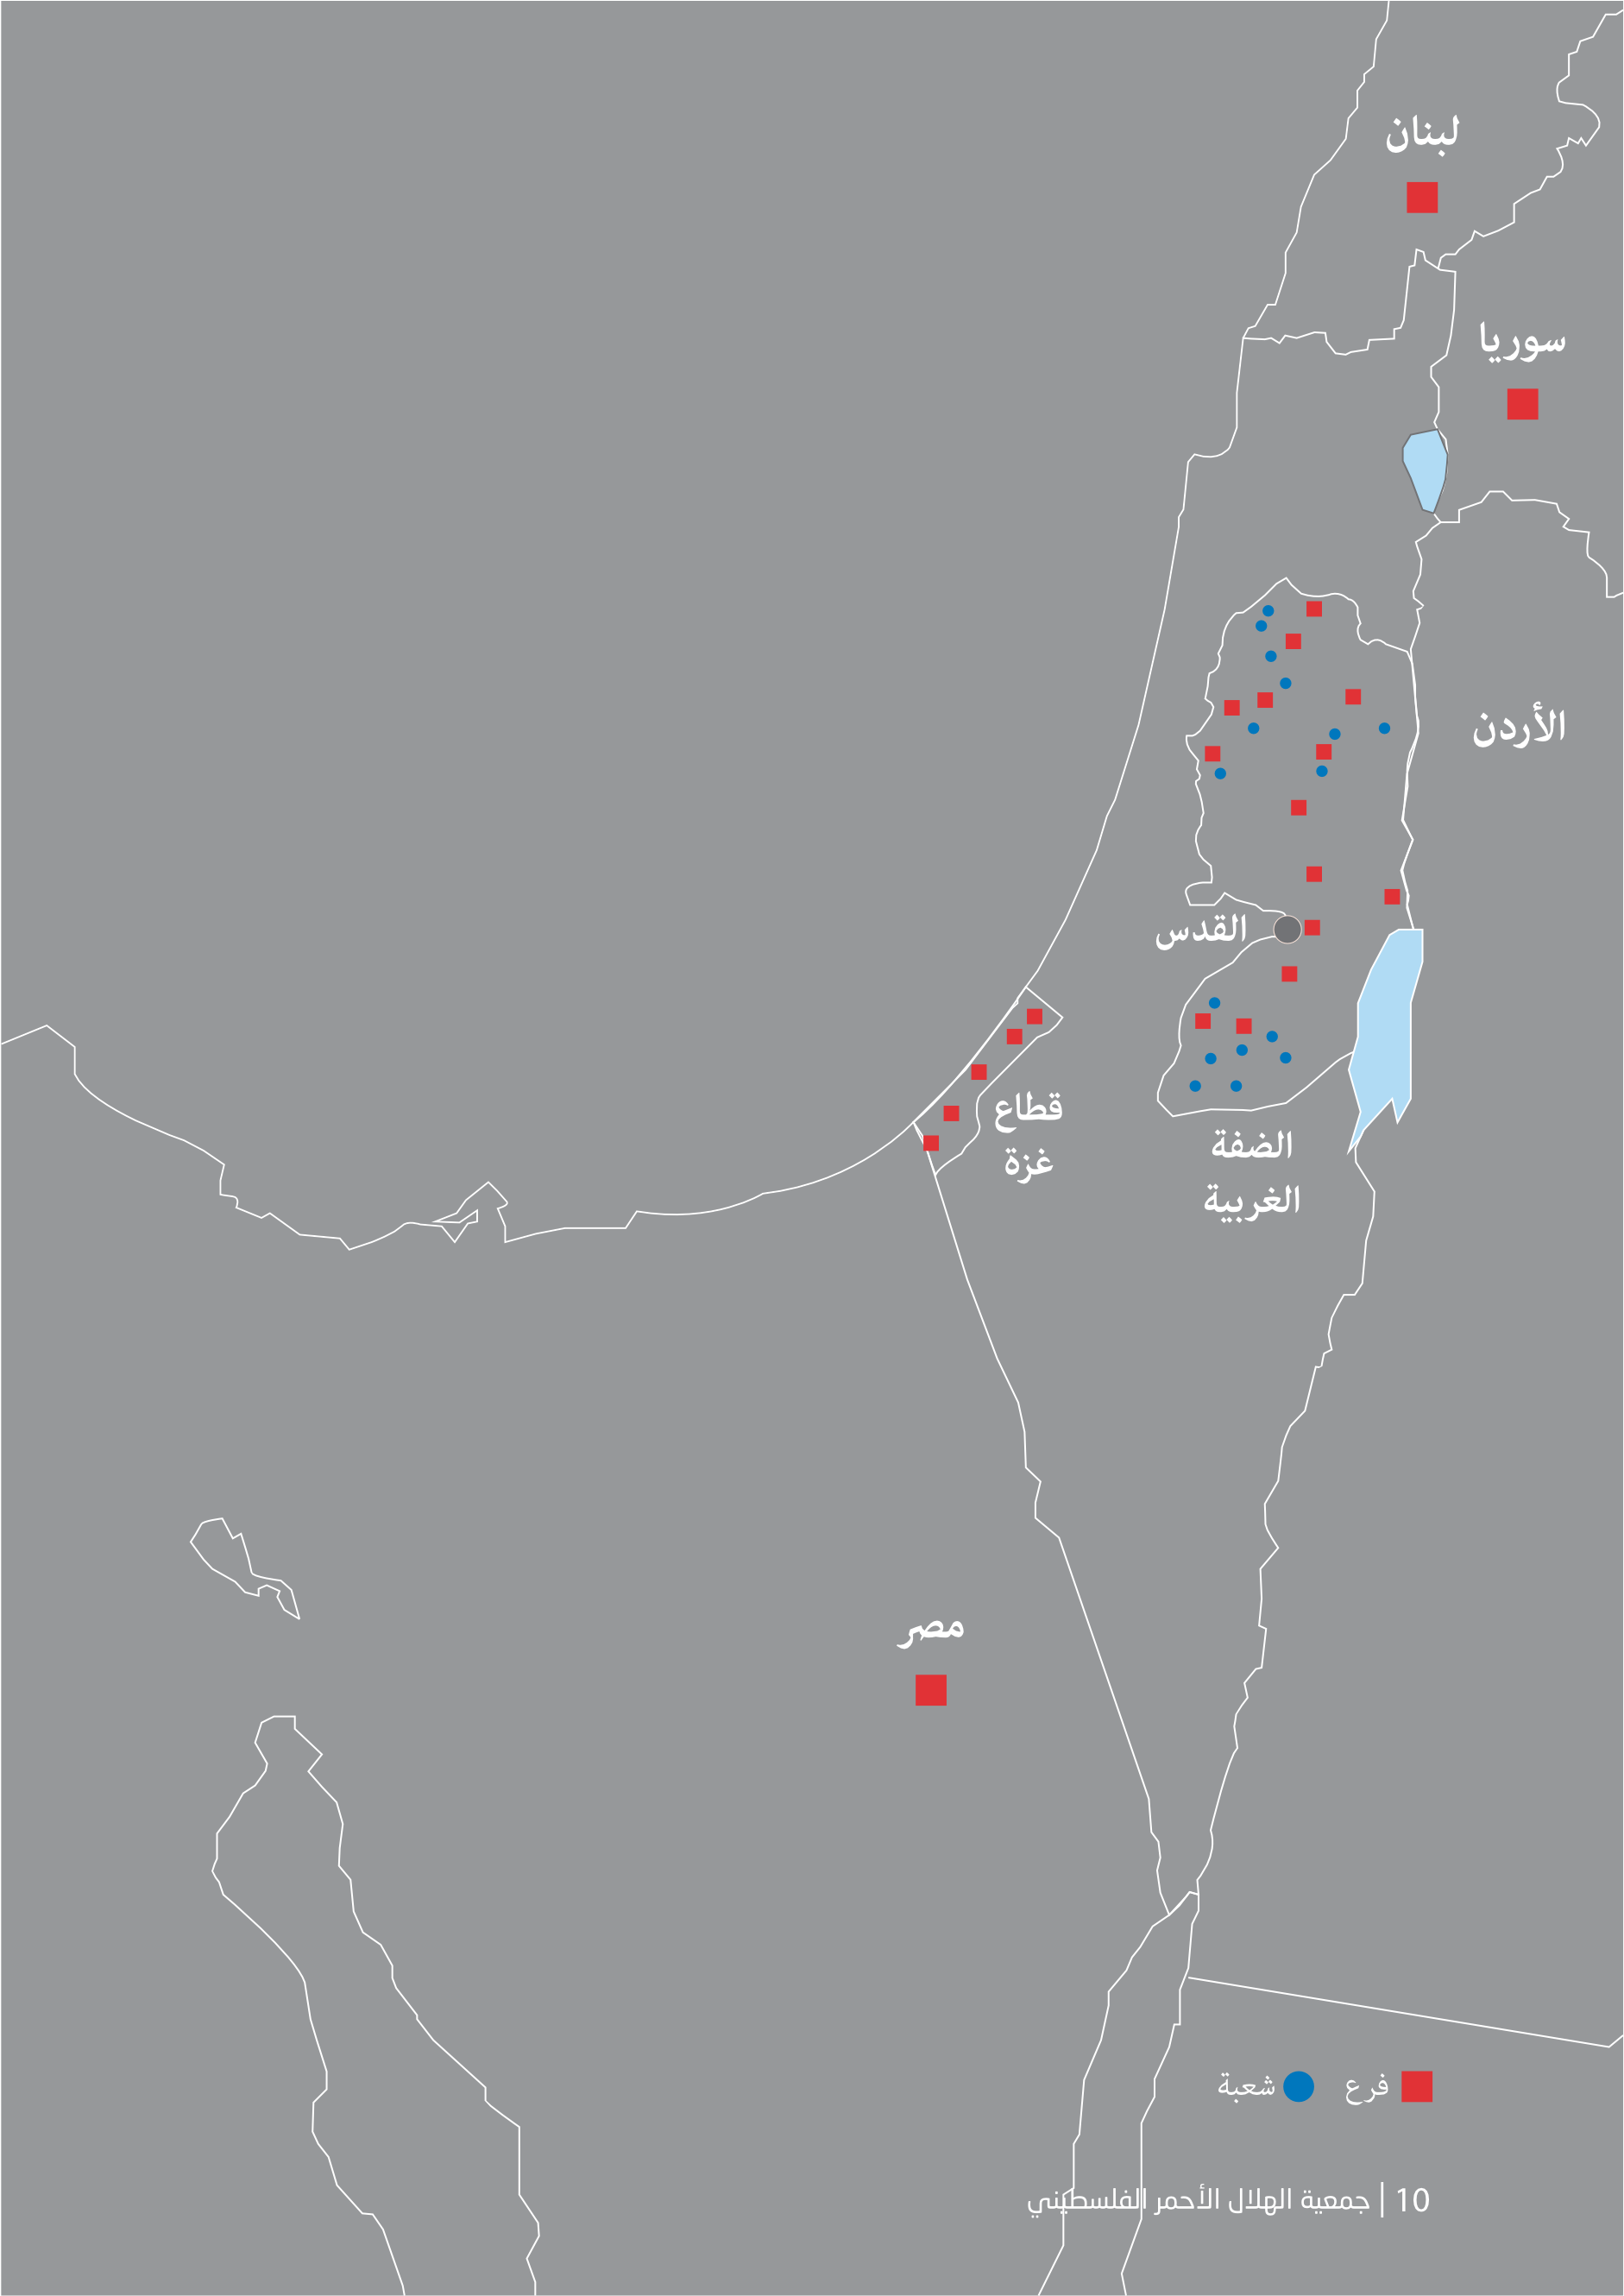 لبنان
سوريا
الأردن
القدس
قطاع
غزة
الضفة
الغربية
مصر
فرع
شعبة
10 | جمعية الهلال الأحمر الفلسطيني